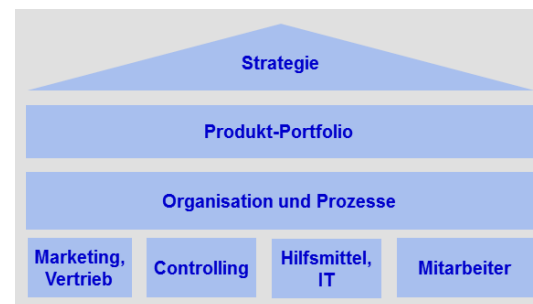 Strategie
Produkt-Portfolio
Organisation und Prozesse
Marketing,
Vertrieb
Controlling
Hilfsmittel,
IT
Mitarbeiter